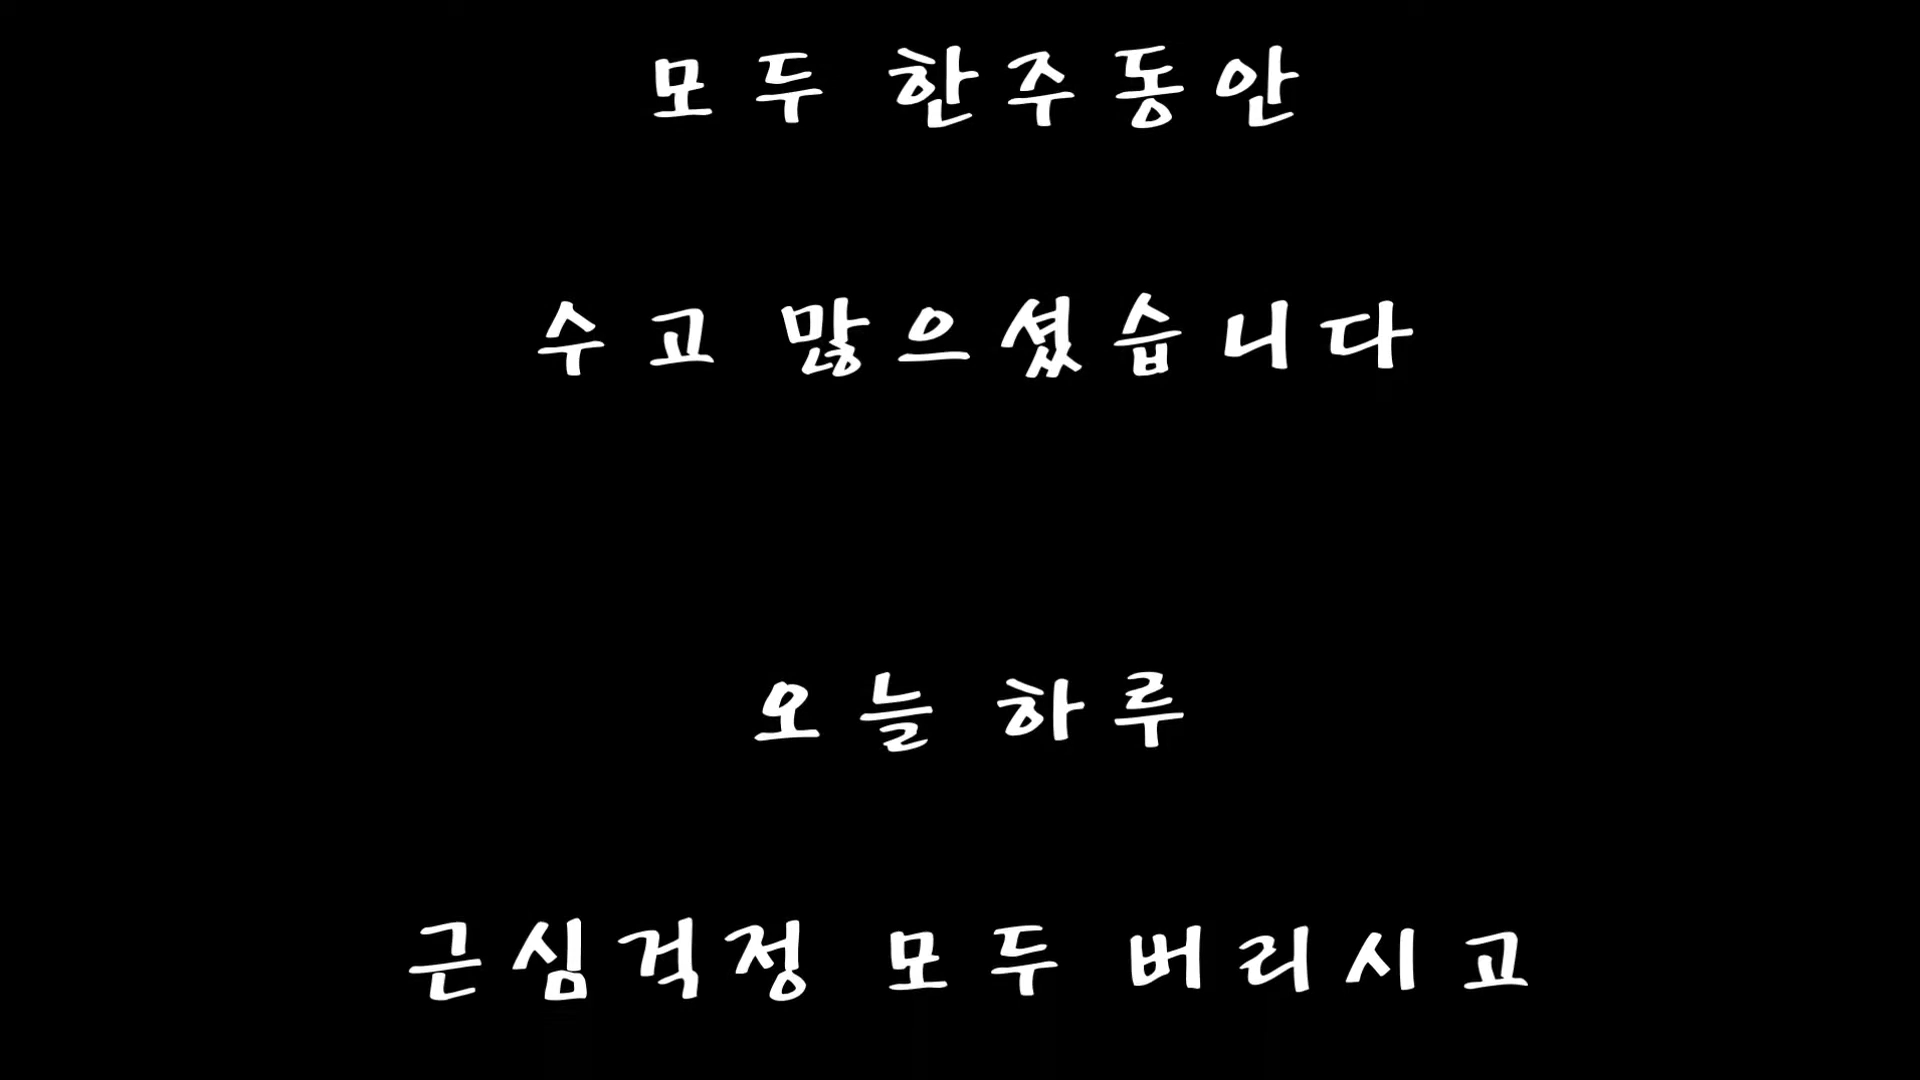 모두 한주동안
수고 많으셨습니다
오늘 하루
근심걱정 모두 버리시고